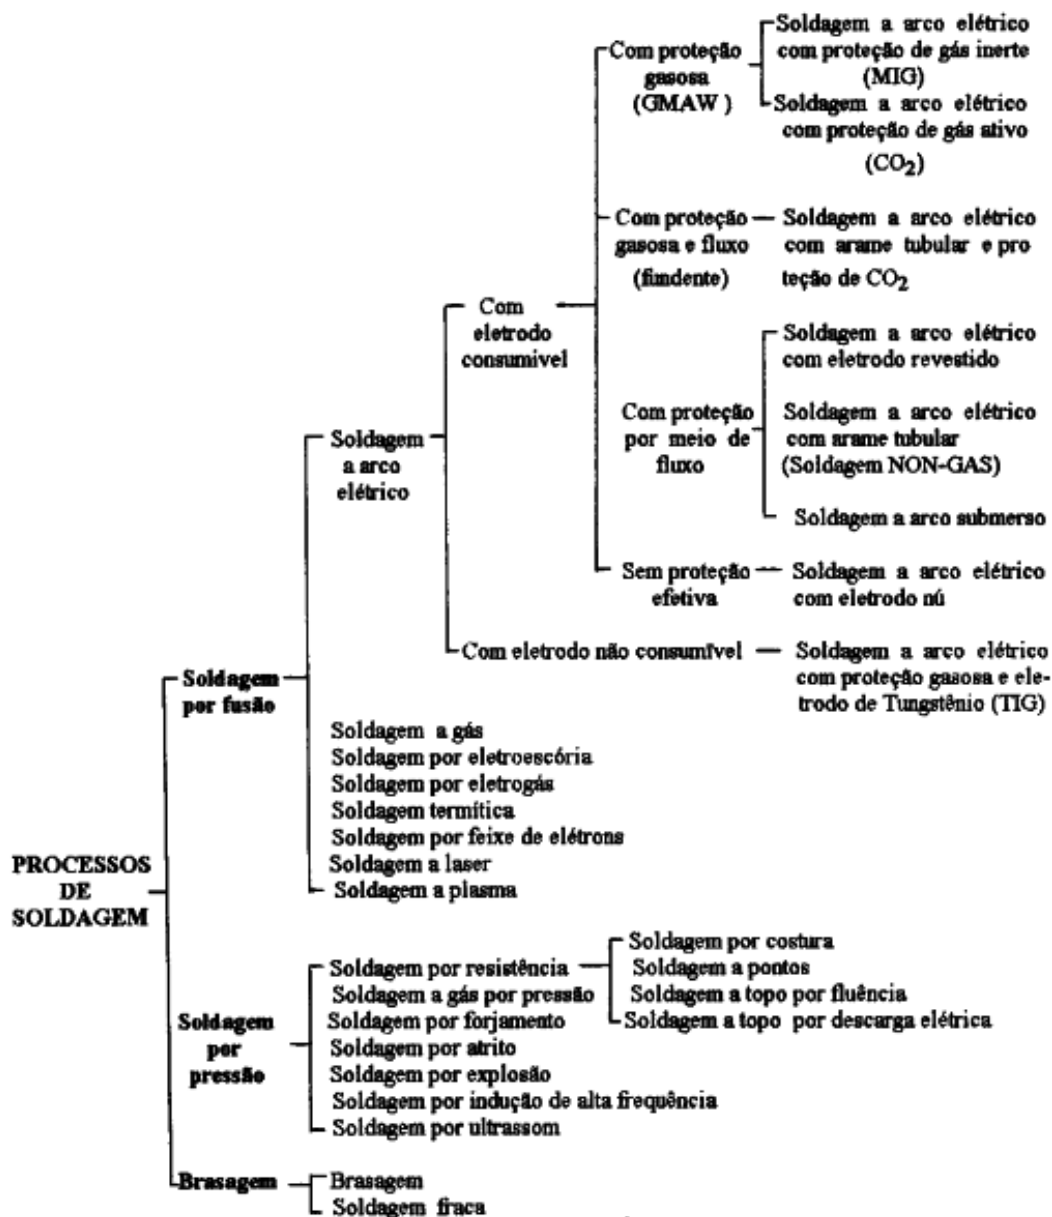 Soldagem a arco elétrico
com proteção de gás inerte
(MIG)
Com proteção
gasosa
(GMAW )
Soldagem a arco elétrico
com proteção de gás ativo
(CO2)
Com proteção
gasosa e fluxo
(fundente)
Soldagem a arco elétrico
com arame tubular e pro
teção de CO2
Com
eletrodo
consumivel
Soldagem a arco elétrico
com eletrodo revestido
Com proteção
por meio de
fluxo
Soldagem a arco elétrico
com arame tubular
(Soldagem NON-GAS)
Soldagem a arco submerso
Soldagem
a arco
elétrico
Sem proteção
efetiva
Soldagem a arco elétrico
com eletrodo nú
Com eletrodo não consumível
Soldagem a arco elétrico
com proteção gasosa e ele-
trodo de Tungstênio (TIG)
Soldagem
por fusão
Soldagem a gás
Soldagem por eletroescória
Soldagem por eletrogás
Soldagem termítica
Soldagem por feixe de elétrons
Soldagem a laser
Soldagem a plasma
PROCESSOS
DE
SOLDAGEM
Soldagem por costura
Soldagem a pontos
Soldagem a topo por fluência
Soldagem a topo por descarga elétrica
Soldagem por resistência
Soldagem a gás por pressão
Soldagem por forjamento
Soldagem por atrito
Soldagem por explosão
Soldagem por indução de alta frequência
Soldagem por ultrassom
Soldagem
por
pressão
Brasagem
Brasagem
Soldagem fraca